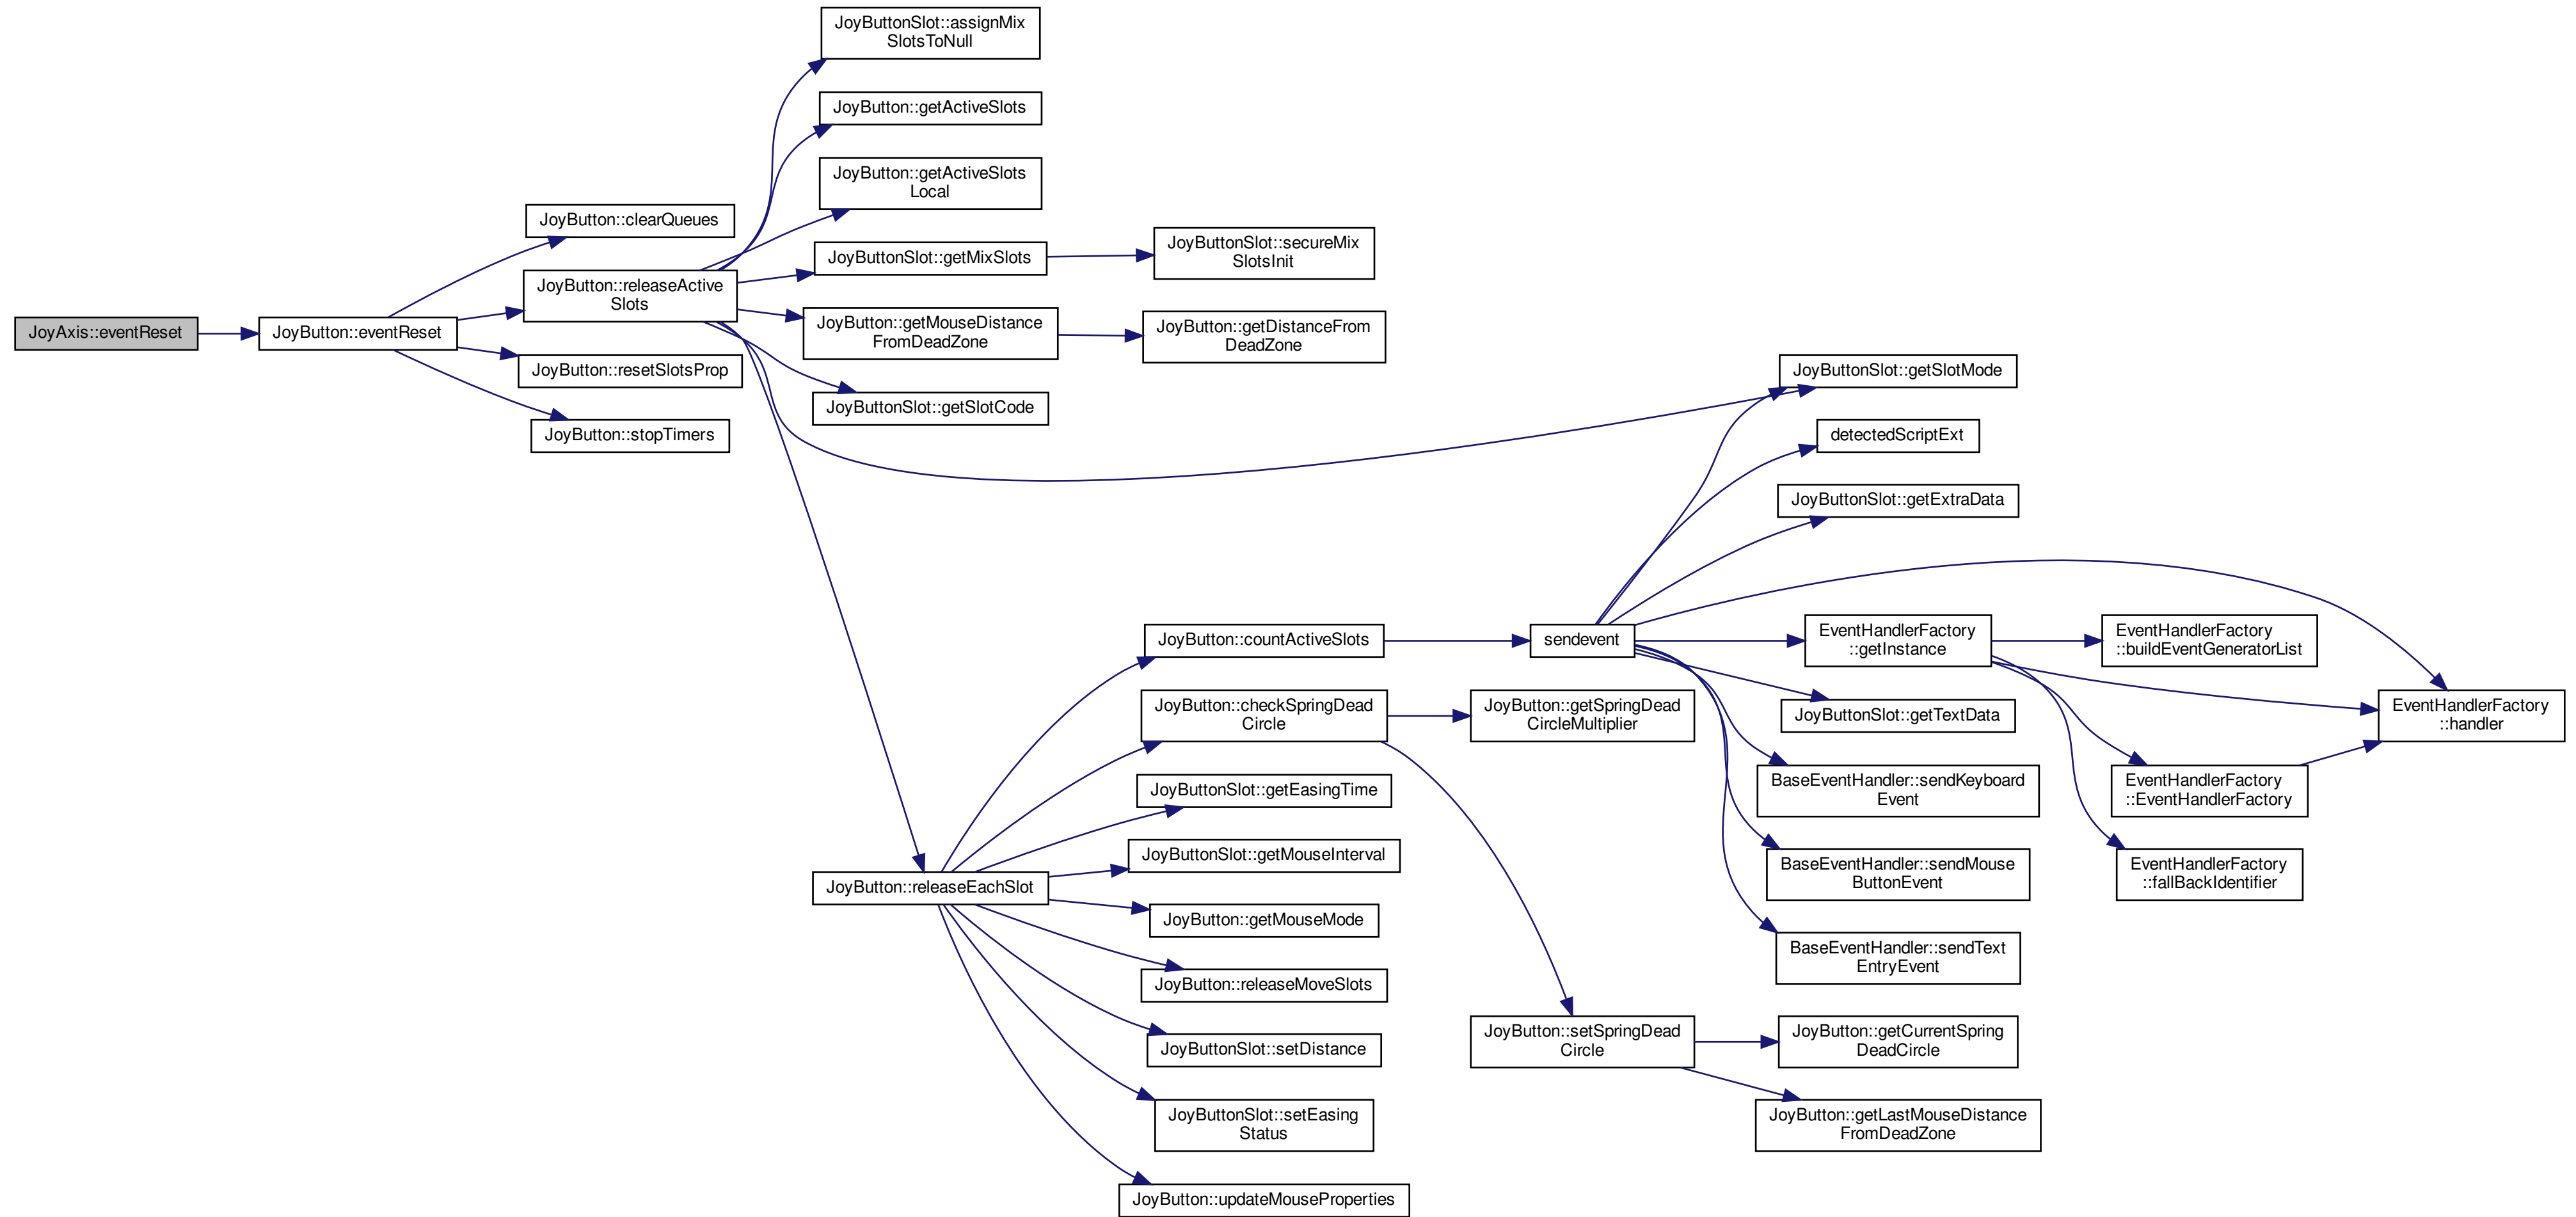 JoyAxis::eventReset
JoyButton::eventReset
JoyButton::clearQueues
JoyButton::releaseActive
Slots
JoyButton::resetSlotsProp
JoyButton::stopTimers
JoyButtonSlot::assignMix
SlotsToNull
JoyButton::getActiveSlots
JoyButton::getActiveSlots
Local
JoyButtonSlot::getMixSlots
JoyButton::getMouseDistance
FromDeadZone
JoyButtonSlot::getSlotCode
JoyButton::releaseEachSlot
JoyButtonSlot::secureMix
SlotsInit
JoyButton::getDistanceFrom
DeadZone
JoyButton::countActiveSlots
JoyButton::checkSpringDead
Circle
JoyButtonSlot::getEasingTime
JoyButtonSlot::getMouseInterval
JoyButton::getMouseMode
JoyButton::releaseMoveSlots
JoyButtonSlot::setDistance
JoyButtonSlot::setEasing
Status
JoyButton::updateMouseProperties
sendevent
JoyButton::getSpringDead
CircleMultiplier
JoyButton::setSpringDead
Circle
JoyButtonSlot::getSlotMode
detectedScriptExt
JoyButtonSlot::getExtraData
EventHandlerFactory
::getInstance
JoyButtonSlot::getTextData
BaseEventHandler::sendKeyboard
Event
BaseEventHandler::sendMouse
ButtonEvent
BaseEventHandler::sendText
EntryEvent
JoyButton::getCurrentSpring
DeadCircle
JoyButton::getLastMouseDistance
FromDeadZone
EventHandlerFactory
::buildEventGeneratorList
EventHandlerFactory
::EventHandlerFactory
EventHandlerFactory
::fallBackIdentifier
EventHandlerFactory
::handler